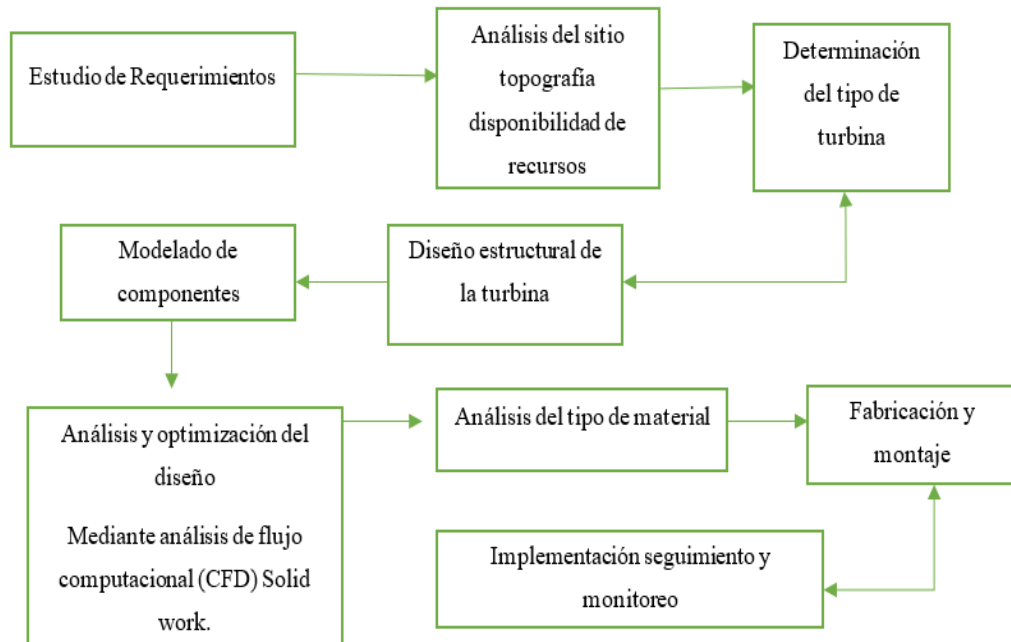 Estudio de Requerimientos
Análisis del sitio
topografía
disponibilidad de
recursos
Determinación
del tipo de
turbina
Diseño estructural de
la turbina
Modelado de
componentes
Análisis y optimización del
diseño
Mediante análisis de flujo
computacional (CFD) Solid
work.
Análisis del tipo de material
Fabricación y
montaje
Implementación seguimiento y
monitoreo